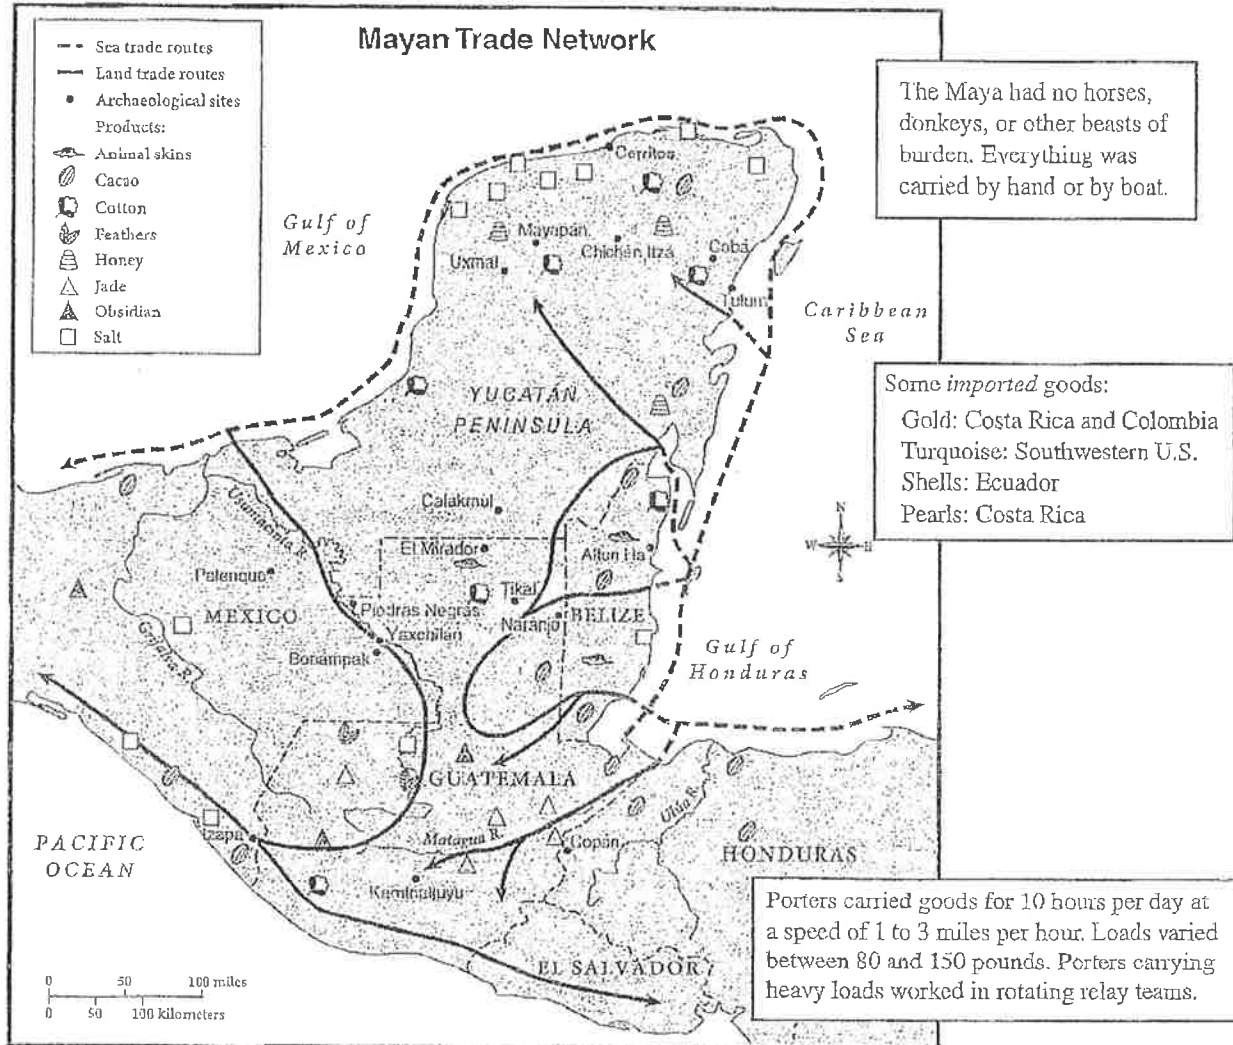 Mayan Trade Network
Sea trade routes
Land trade routes
Archaeological sites
Products:
Animal skins
Cacao
Cotton
Feathers
Honey
Jade
Obsidian
Salt
The Maya had no horses,
donkeys, or other beasts of
burden. Everything was
carried by hand or by boat.
Gulf of
Mexico
Cerritos
Mayapán
Chichén Itzá
Uxmal
Cobá
Tulum
Caribbean
Sea
Some imported goods:
Gold: Costa Rica and Colombia
Turquoise: Southwestern U.S.
Shells: Ecuador
Pearls: Costa Rica
YUCATÁN
PENINSULA
Calakmul
Usumacinta R.
El Mirador
Altun Ha
N
W
E
S
Palenque
Tikal
MEXICO
Piedras Negras
Naranjo
BELIZE
Yaxchilán
Bonampak
Grijalva R.
Gulf of
Honduras
GUATEMALA
Ulúa R.
Izapa
Motagua R.
Copán
PACIFIC
OCEAN
HONDURAS
Kaminaljuyu
Porters carried goods for 10 hours per day at
a speed of 1 to 3 miles per hour. Loads varied
between 80 and 150 pounds. Porters carrying
heavy loads worked in rotating relay teams.
EL SALVADOR
0 50 100 miles
0 50 100 kilometers